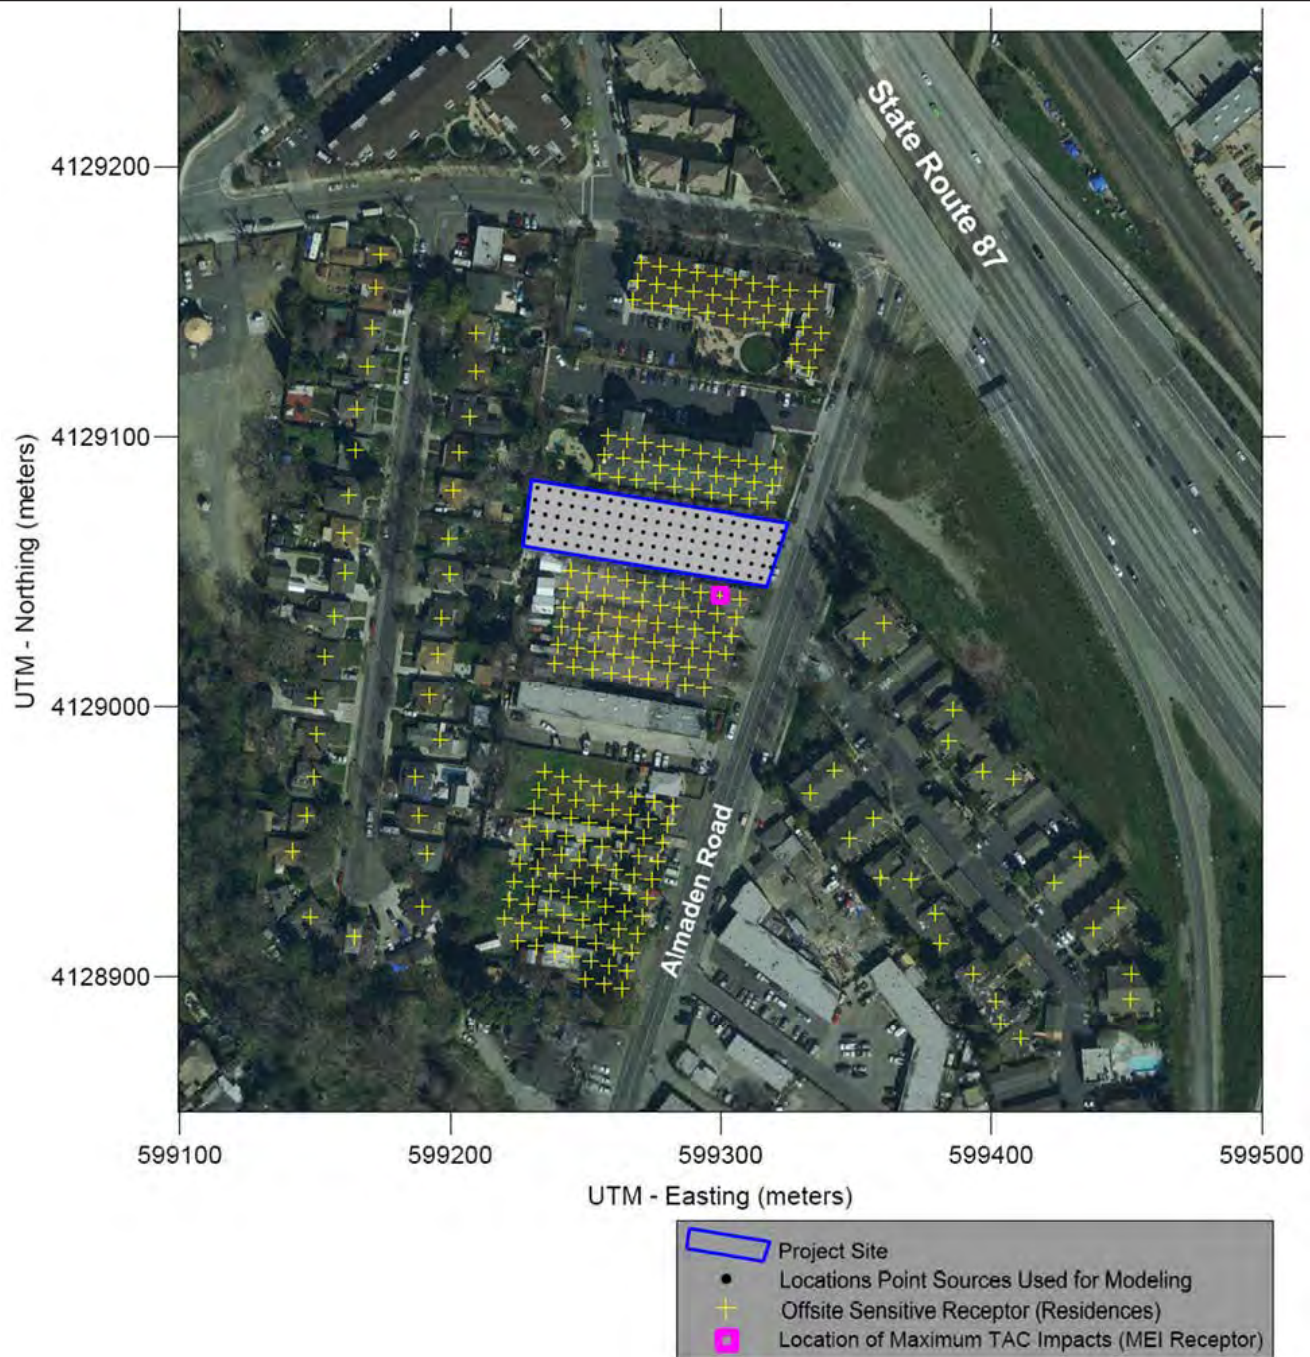 State Route 87
4129200
4129100
UTM - Northing (meters)
4129000
Almaden Road
4128900
599100 599200 599300 599400 599500
UTM - Easting (meters)
Project Site
Locations Point Sources Used for Modeling
Offsite Sensitive Receptor (Residences)
Location of Maximum TAC Impacts (MEI Receptor)